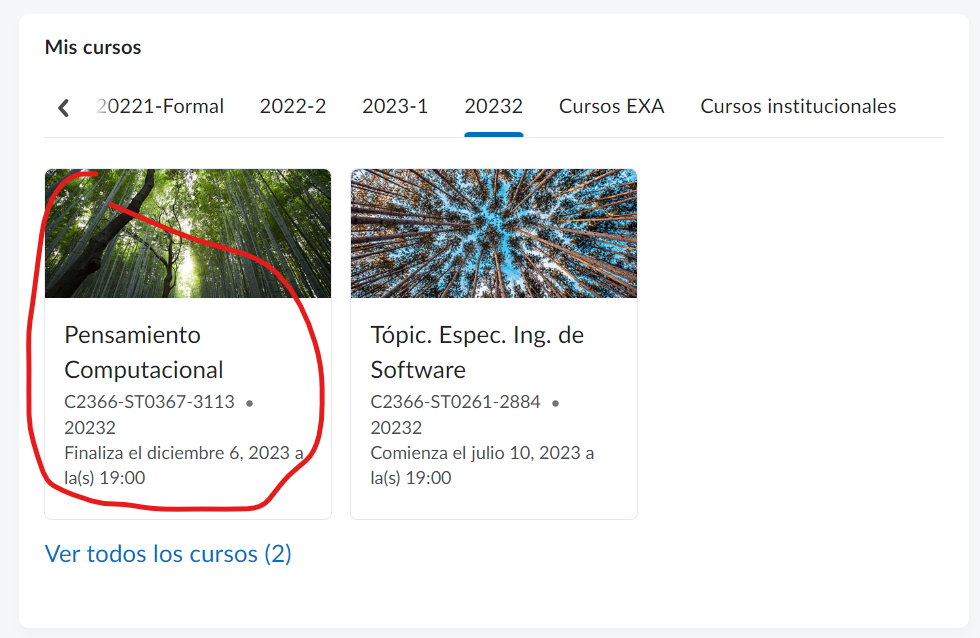 Mis cursos
20221-Formal 2022-2 2023-1 20232 Cursos EXA Cursos institucionales
Pensamiento
Computacional
C2366-ST0367-3113 •
20232
Finaliza el diciembre 6, 2023 a
la(s) 19:00
Tópic. Espec. Ing. de
Software
C2366-ST0261-2884 •
20232
Comienza el julio 10, 2023 a
la(s) 19:00
Ver todos los cursos (2)